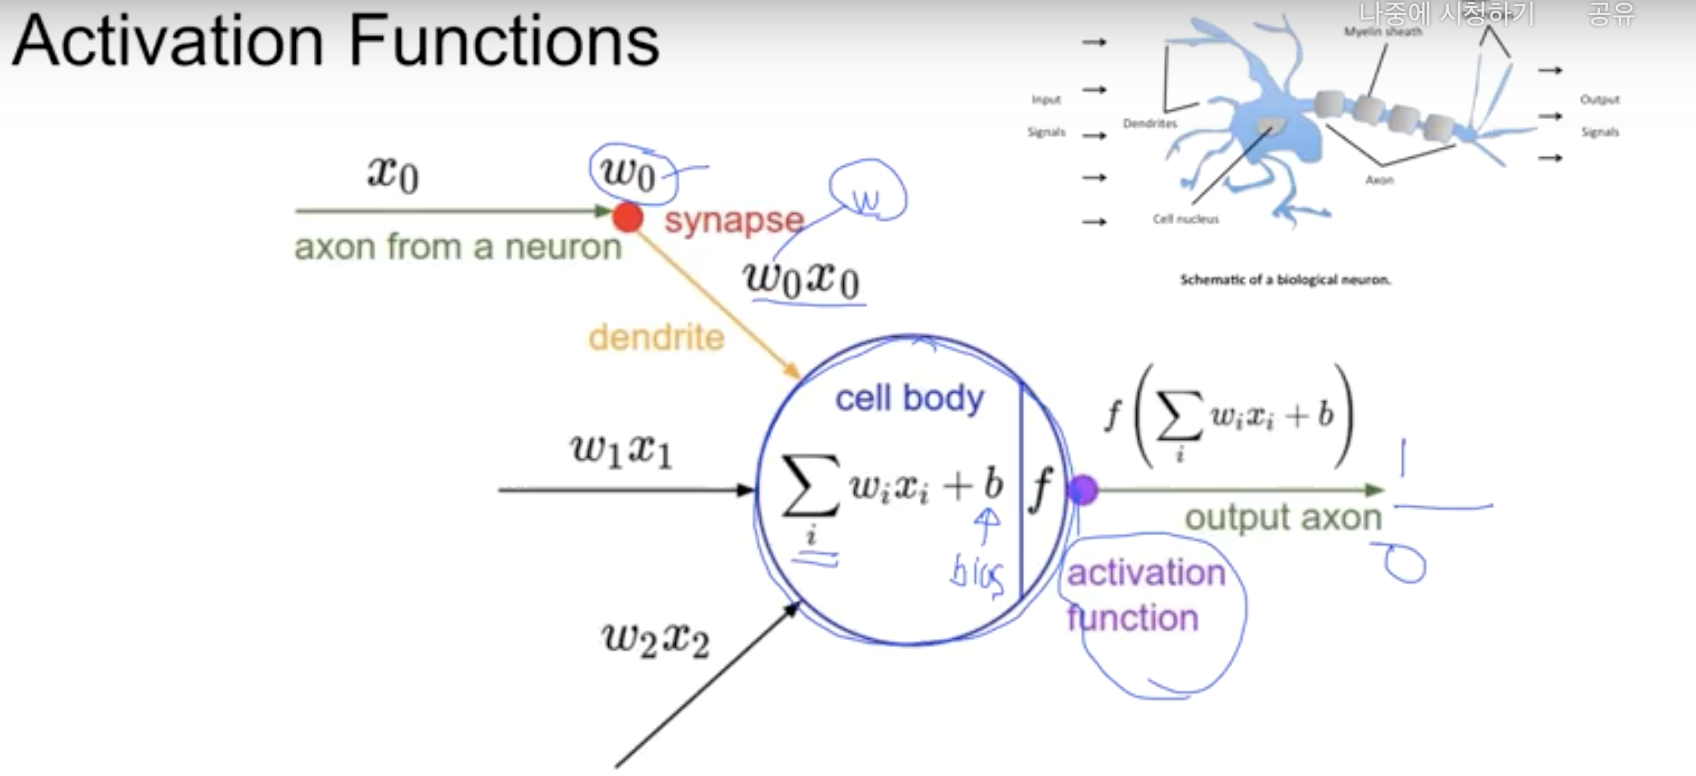 Activation Functions
나중에 시청하기 공유
Myelin sheath
Input
Signals
Dendrites
Output
Signals
Axon
Cell nucleus
Schematic of a biological neuron.
x₀
w₀
w
axon from a neuron
synapse
w₀x₀
dendrite
cell body
f(∑ᵢ wᵢxᵢ + b)
w₁x₁
∑ᵢ wᵢxᵢ + b
f
1
output axon
0
bias
activation
function
w₂x₂